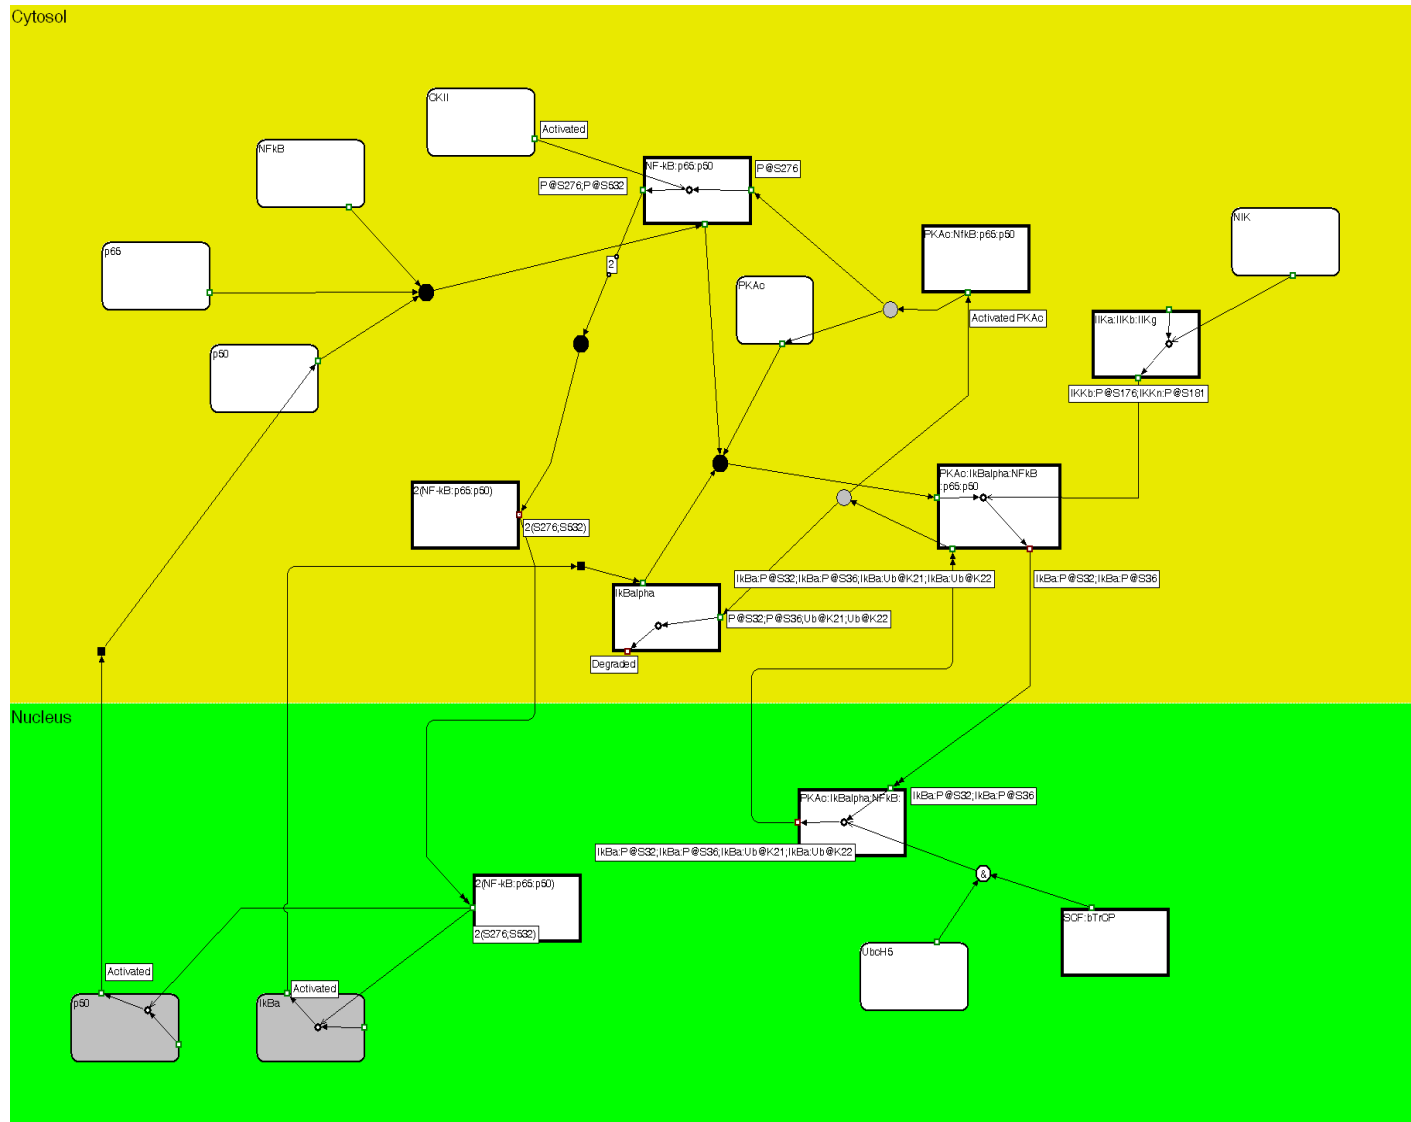 Cytosol
CKII
Activated
NFkB
NF-kB:p65:p50
P@S276
P@S276;P@S532
NIK
PKAc:NfkB:p65:p50
p65
2
PKAc
Activated PKAc
IIKa:IIKb:IIKg
p50
IKKb:P@S176;IKKn:P@S181
PKAc:IkBalpha:NFkB
:p65:p50
2(NF-kB:p65:p50)
2(S276;S532)
IkBa:P@S32;IkBa:P@S36;IkBa:Ub@K21;IkBa:Ub@K22
IkBa:P@S32;IkBa:P@S36
IkBalpha
P@S32;P@S36;Ub@K21;Ub@K22
Degraded
Nucleus
PKAc:IkBalpha:NFkB:
IkBa:P@S32;IkBa:P@S36
IkBa:P@S32;IkBa:P@S36;IkBa:Ub@K21;IkBa:Ub@K22
&
2(NF-kB:p65:p50)
SCF:bTrCP
2(S276;S532)
UbcH5
Activated
Activated
p50
IkBa